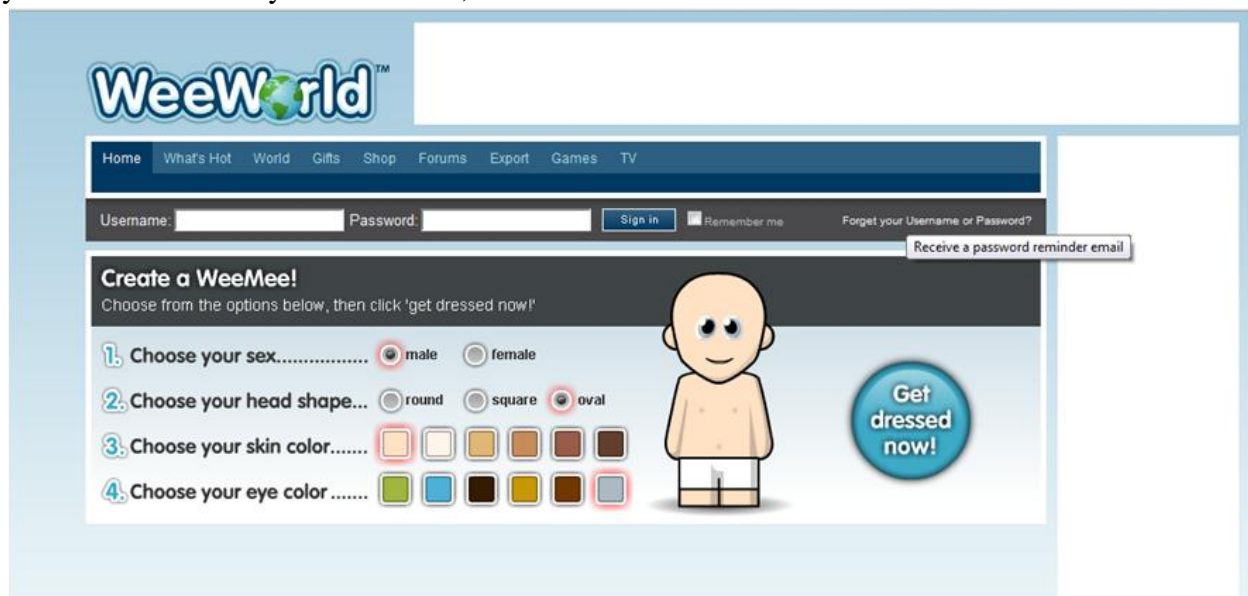 WeeWorld™
Home What's Hot World Gifts Shop Forums Export Games TV
Username: Password: Sign in Remember me Forget your Username or Password?
Receive a password reminder email
Create a WeeMee!
Choose from the options below, then click 'get dressed now!'
1. Choose your sex................. male female
2. Choose your head shape... round square oval
3. Choose your skin color.......
4. Choose your eye color .......
Get
dressed
now!